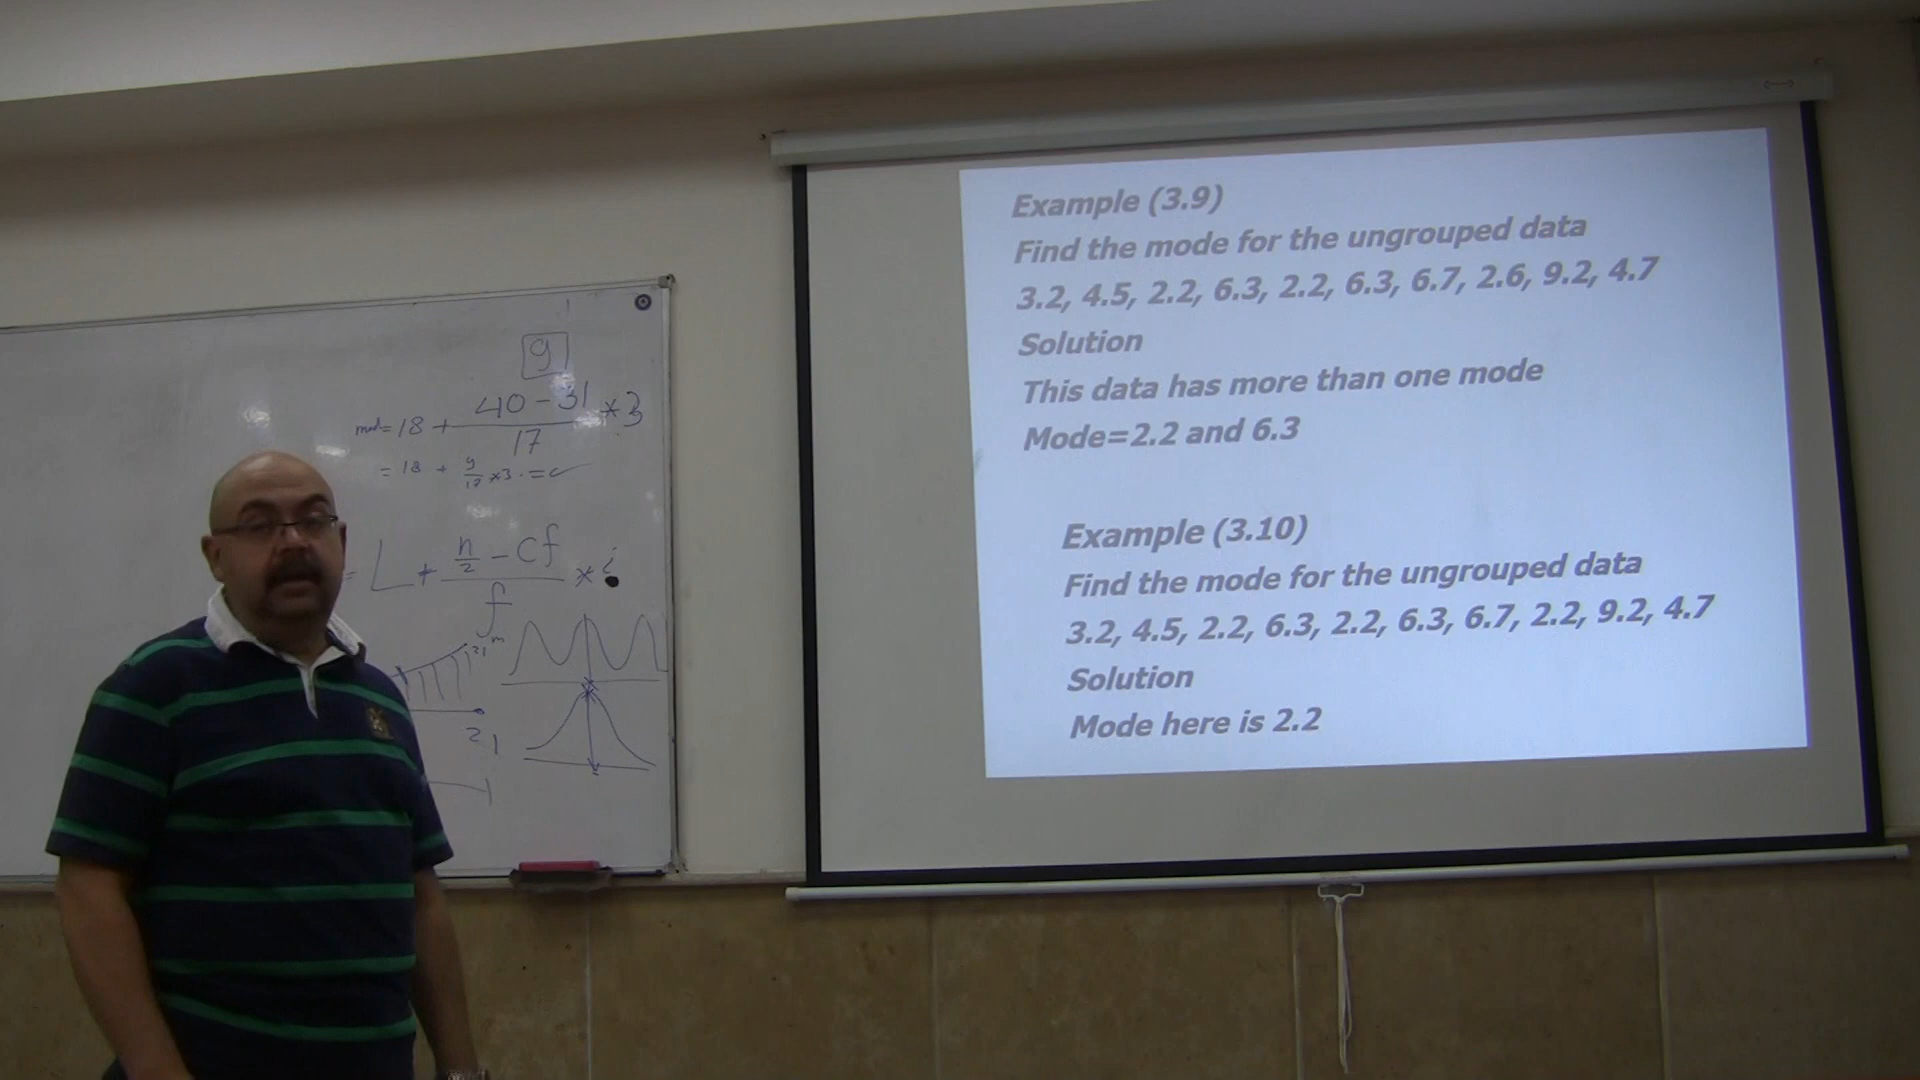 9
40-31
med=18+ ——— *3
17
=18 + 9/17 ×3 =
= L + n/2 - cf * i
f
m
21
Example (3.9)
Find the mode for the ungrouped data
3.2, 4.5, 2.2, 6.3, 2.2, 6.3, 6.7, 2.6, 9.2, 4.7
Solution
This data has more than one mode
Mode=2.2 and 6.3
Example (3.10)
Find the mode for the ungrouped data
3.2, 4.5, 2.2, 6.3, 2.2, 6.3, 6.7, 2.2, 9.2, 4.7
Solution
Mode here is 2.2